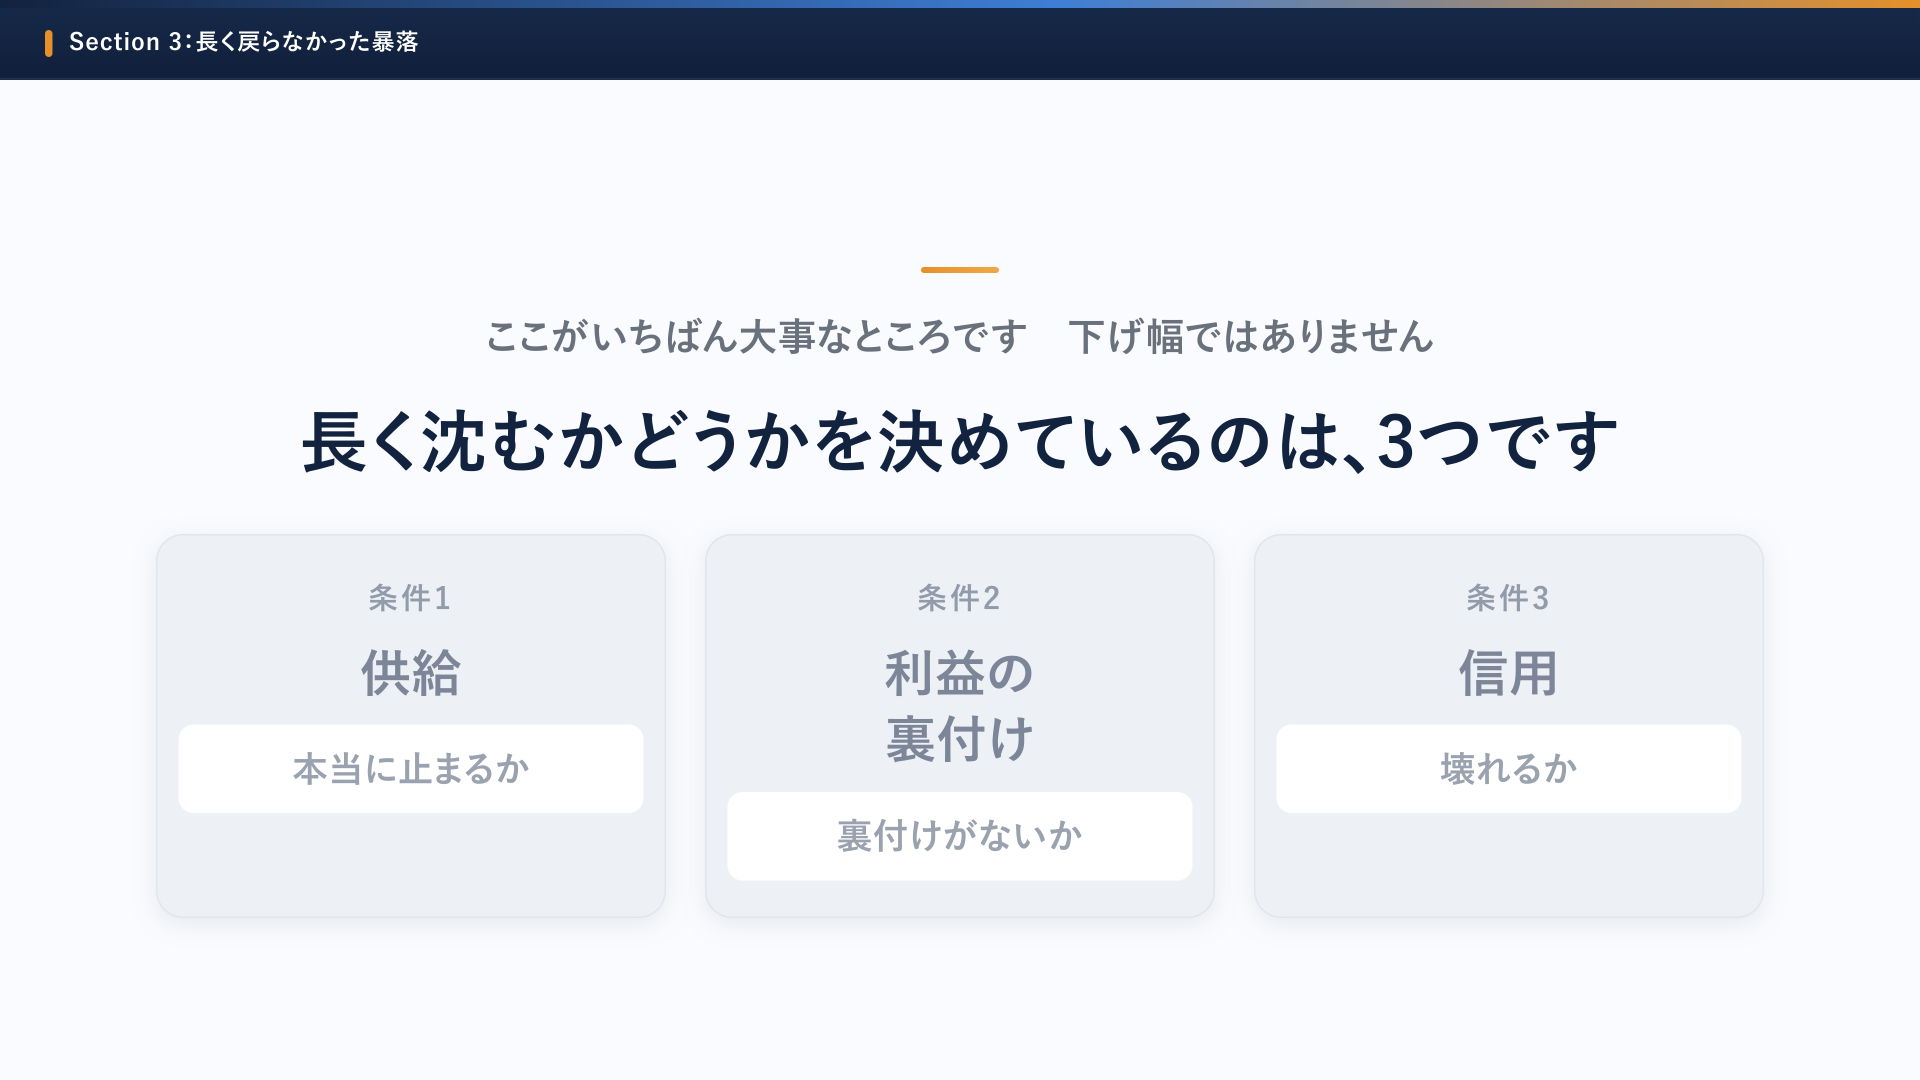 Section 3：長く戻らなかった暴落
ここがいちばん大事なところです　下げ幅ではありません
長く沈むかどうかを決めているのは、3つです
条件1
供給
本当に止まるか
条件2
利益の
裏付け
裏付けがないか
条件3
信用
壊れるか